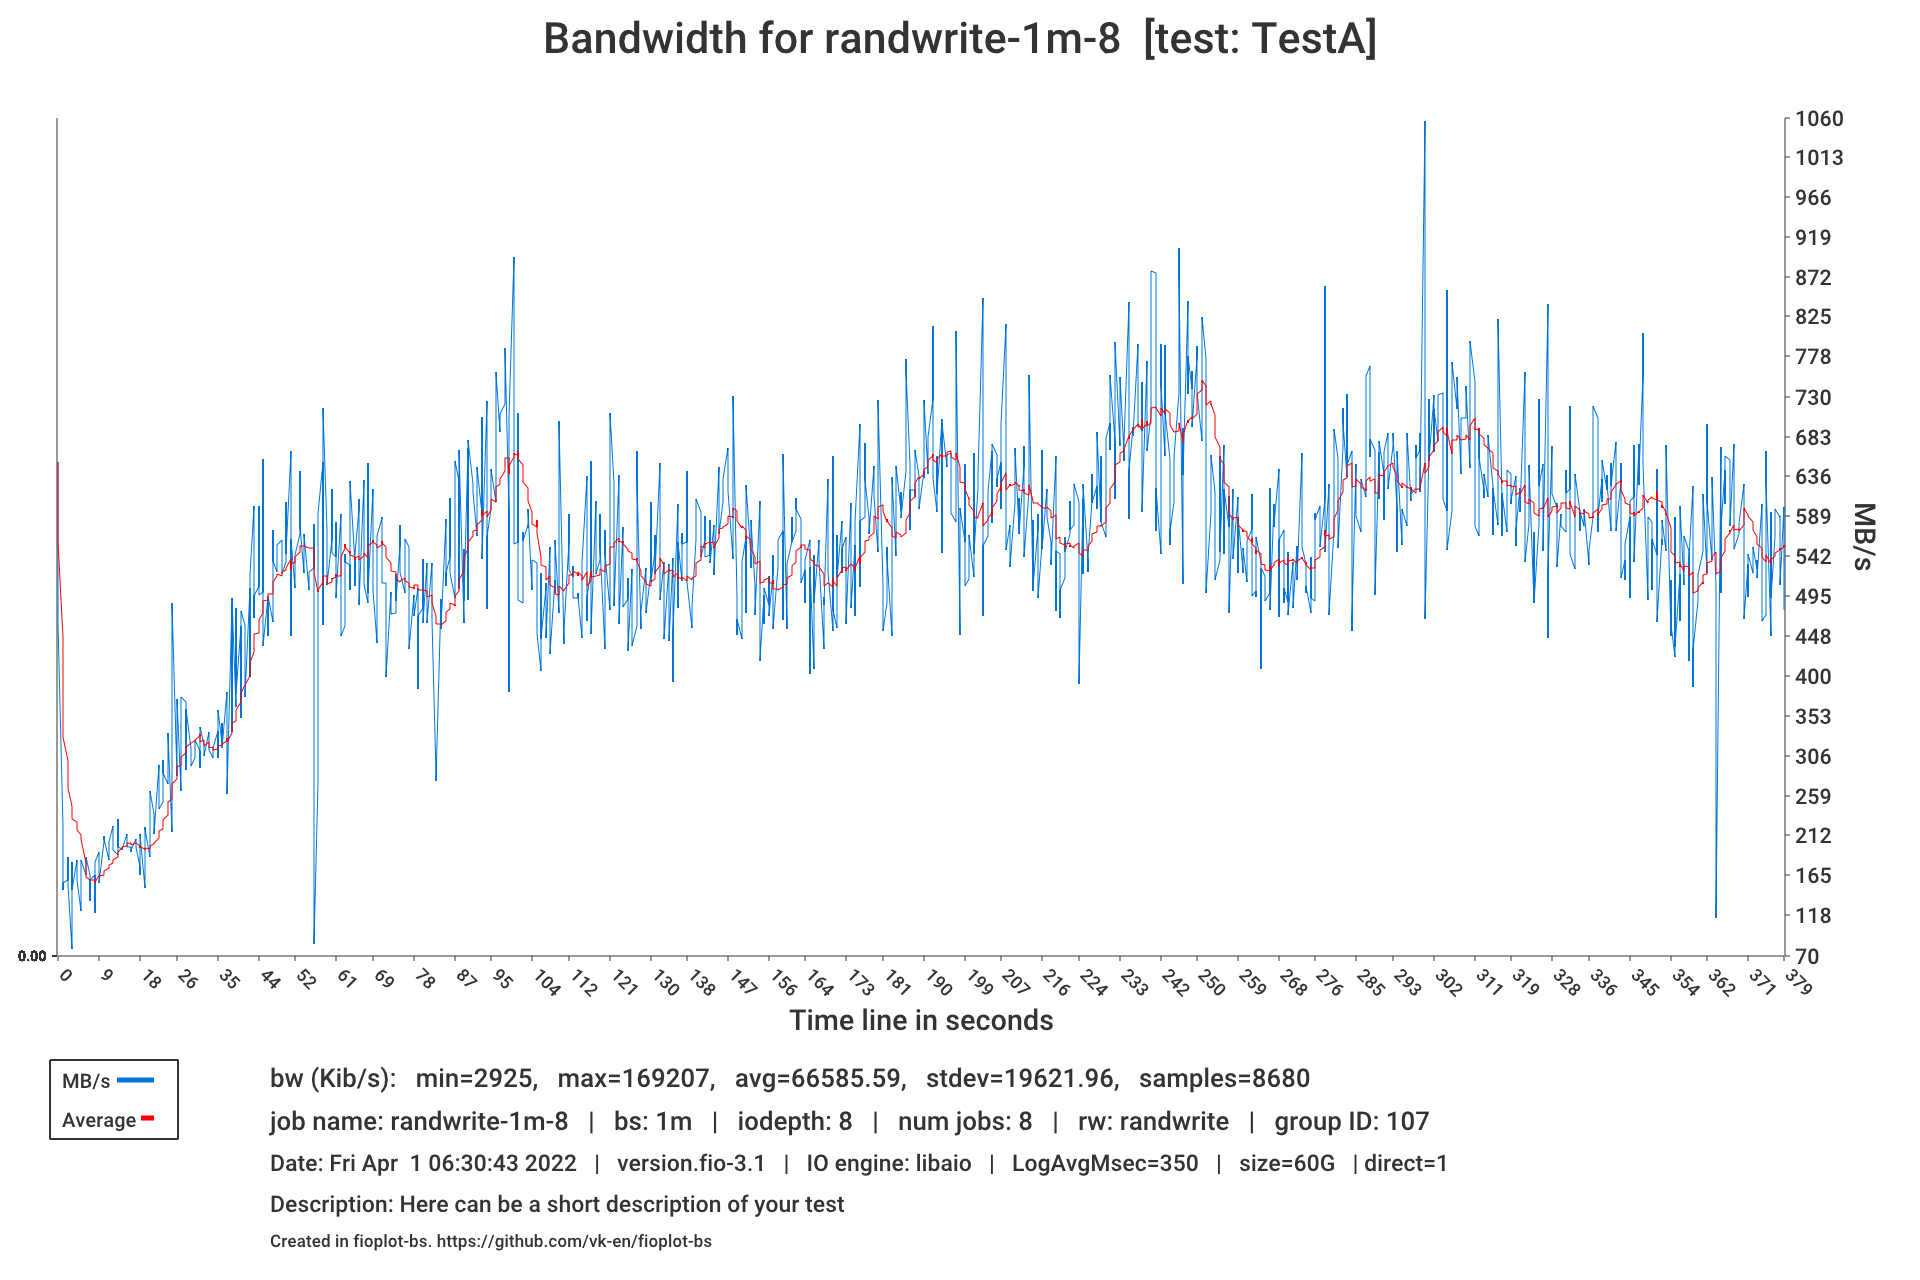 Bandwidth for randwrite-1m-8 [test: TestA]
1060
1013
966
919
872
825
778
730
683
636
589
542
495
448
400
353
306
259
212
165
118
70
MB/s
0.00
0 9 18 26 35 44 52 61 69 78 87 95 104 112 121 130 138 147 156 164 173 181 190 199 207 216 224 233 242 250 259 268 276 285 293 302 311 319 328 336 345 354 362 371 379
Time line in seconds
MB/s
Average
bw (Kib/s): min=2925, max=169207, avg=66585.59, stdev=19621.96, samples=8680
job name: randwrite-1m-8 | bs: 1m | iodepth: 8 | num jobs: 8 | rw: randwrite | group ID: 107
Date: Fri Apr 1 06:30:43 2022 | version.fio-3.1 | IO engine: libaio | LogAvgMsec=350 | size=60G | direct=1
Description: Here can be a short description of your test
Created in fioplot-bs. https://github.com/vk-en/fioplot-bs